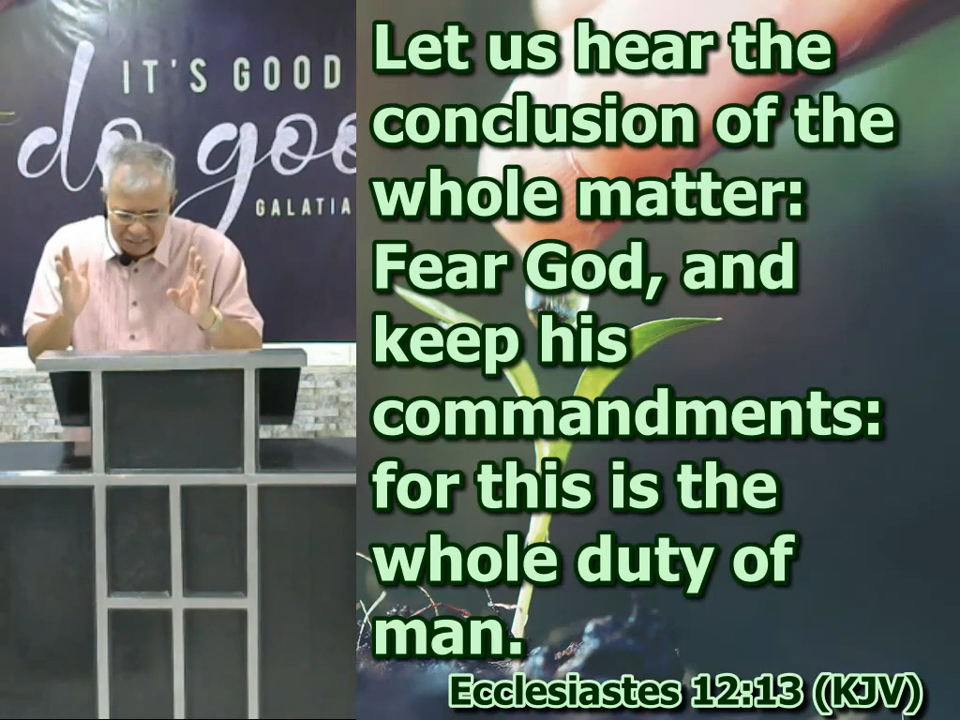 IT'S GOOD
do goo
GALATIA
Let us hear the
conclusion of the
whole matter:
Fear God, and
keep his
commandments:
for this is the
whole duty of
man.
Ecclesiastes 12:13 (KJV)